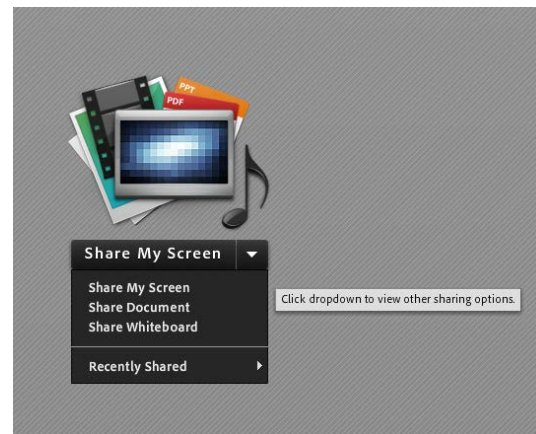 PPT
PDF
Share My Screen
Share My Screen
Share Document
Share Whiteboard
Click dropdown to view other sharing options.
Recently Shared